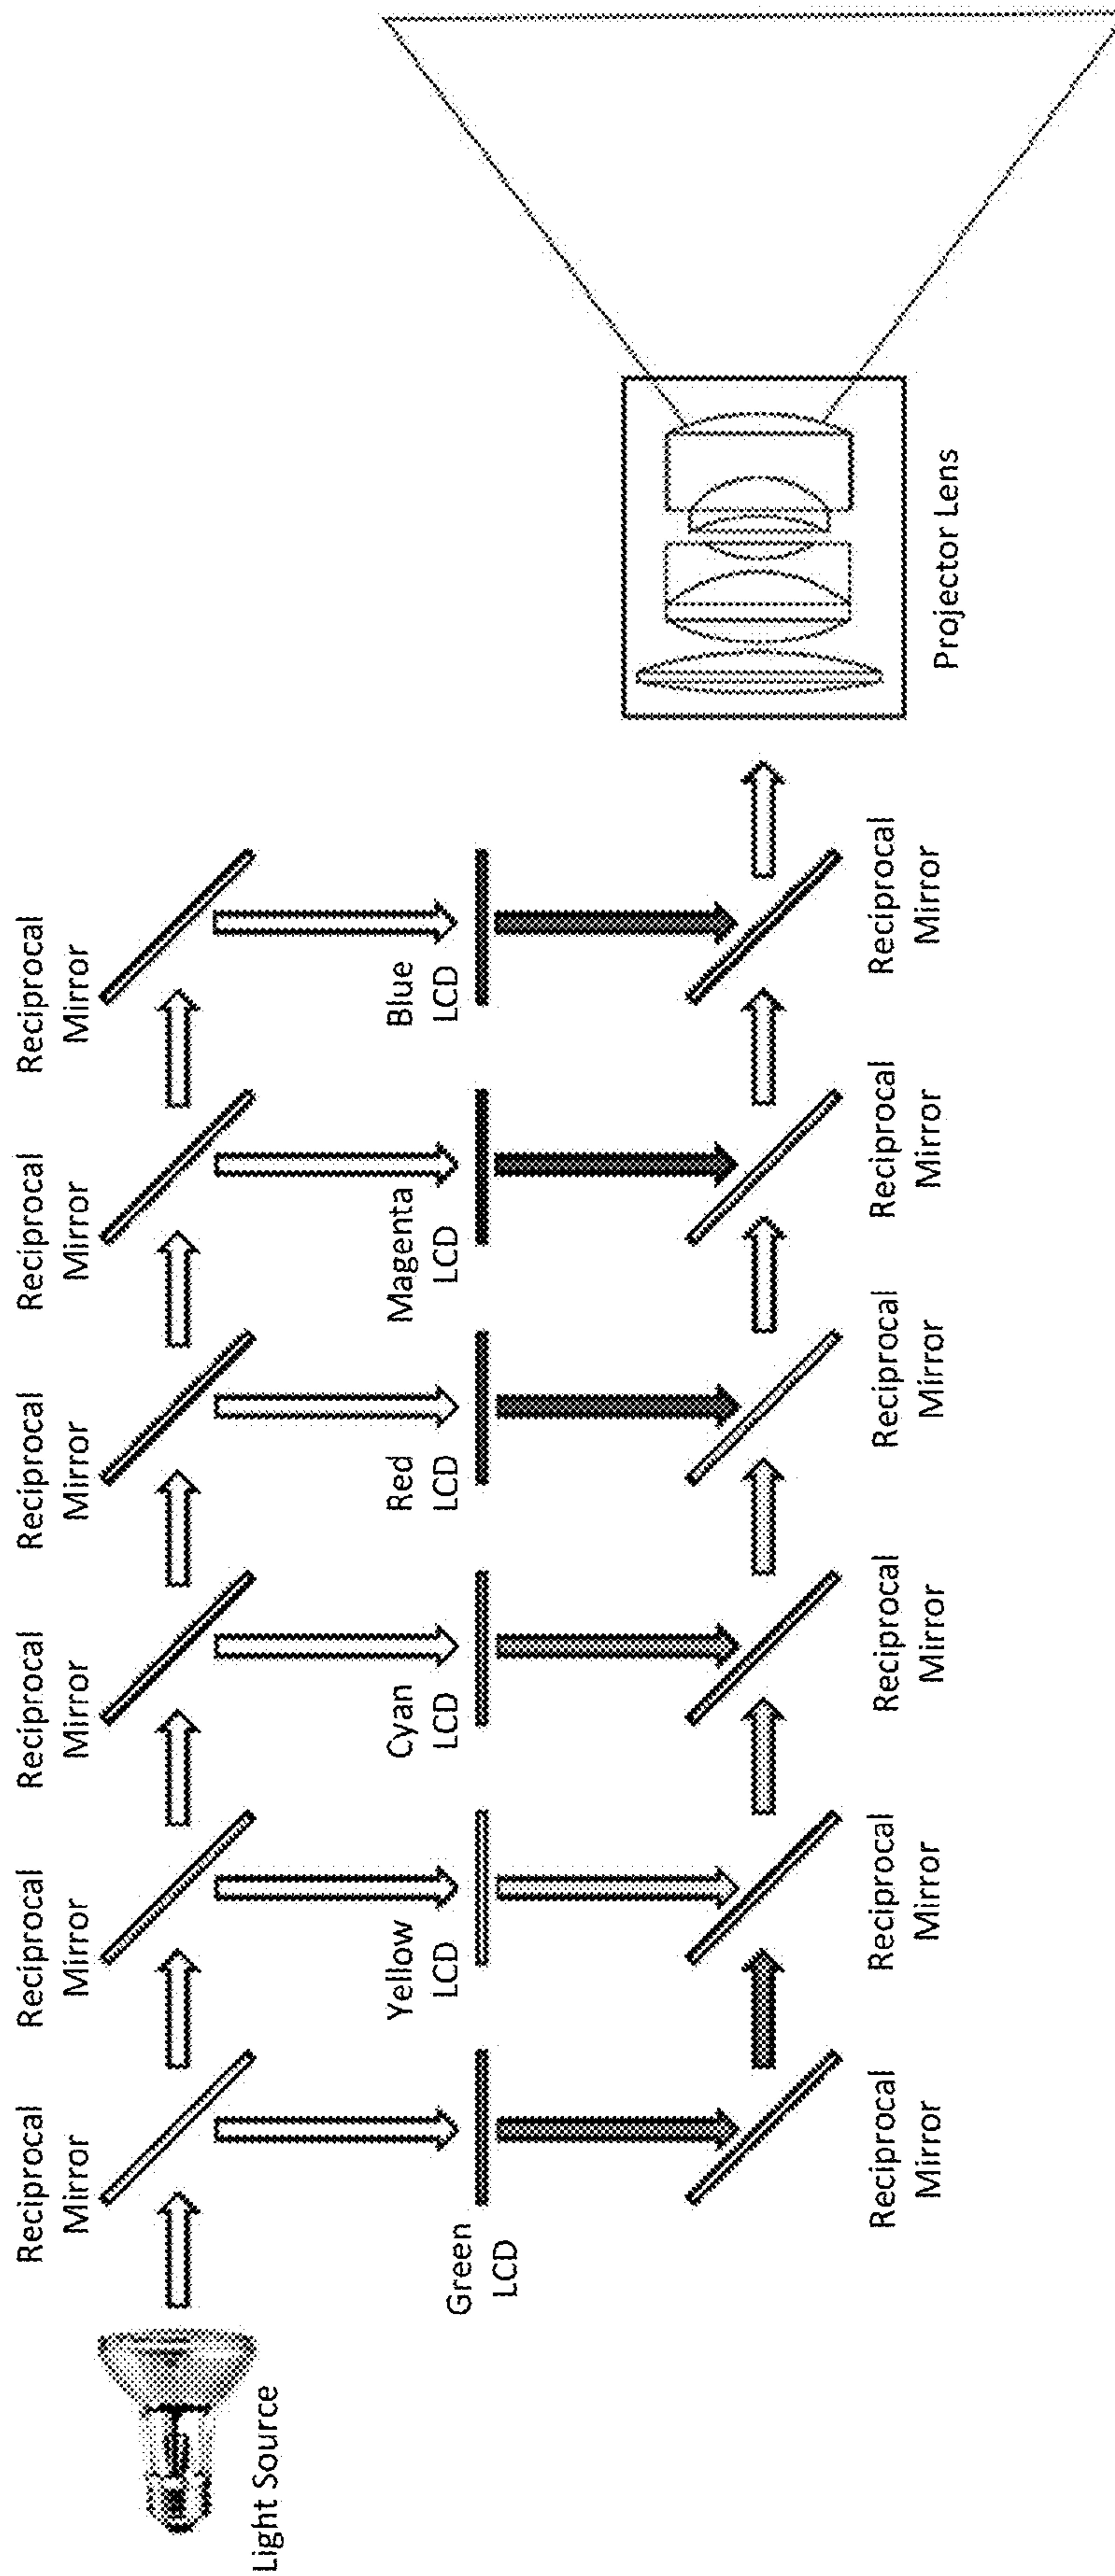 Reciprocal
Mirror
Reciprocal
Mirror
Reciprocal
Mirror
Reciprocal
Mirror
Reciprocal
Mirror
Reciprocal
Mirror
Light Source
Green
LCD
Yellow
LCD
Cyan
LCD
Red
LCD
Magenta
LCD
Blue
LCD
Reciprocal
Mirror
Reciprocal
Mirror
Reciprocal
Mirror
Reciprocal
Mirror
Reciprocal
Mirror
Reciprocal
Mirror
Projector Lens